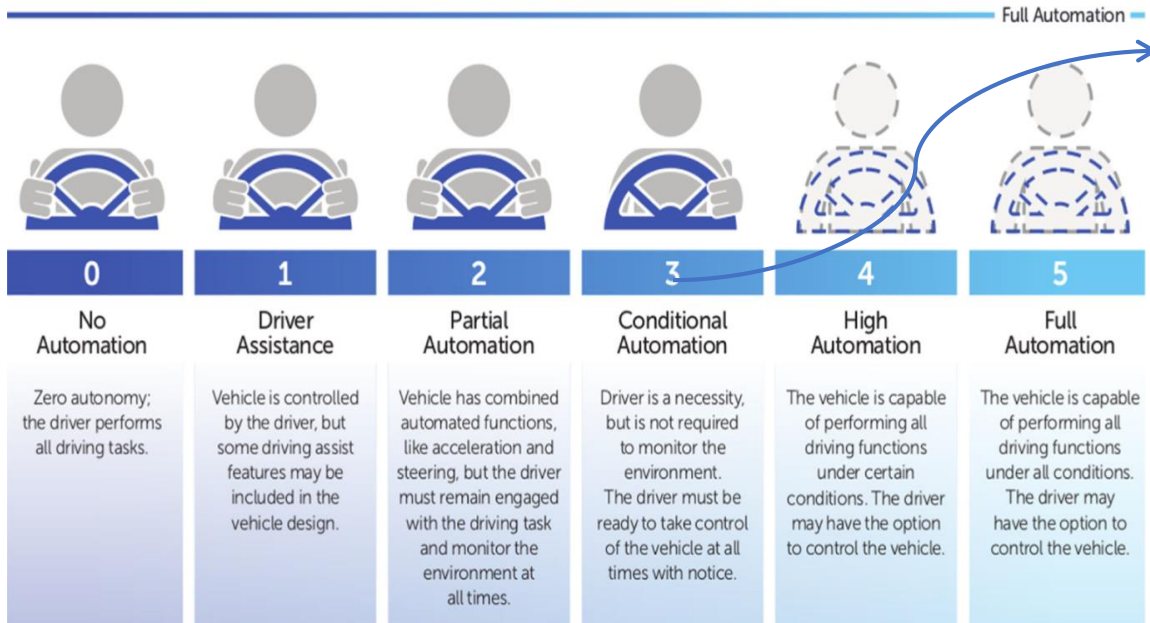 Full Automation
0
No
Automation
Zero autonomy;
the driver performs
all driving tasks.
1
Driver
Assistance
Vehicle is controlled
by the driver, but
some driving assist
features may be
included in the
vehicle design.
2
Partial
Automation
Vehicle has combined
automated functions,
like acceleration and
steering, but the driver
must remain engaged
with the driving task
and monitor the
environment at
all times.
3
Conditional
Automation
Driver is a necessity,
but is not required
to monitor the
environment.
The driver must be
ready to take control
of the vehicle at all
times with notice.
4
High
Automation
The vehicle is capable
of performing all
driving functions
under certain
conditions. The driver
may have the option
to control the vehicle.
5
Full
Automation
The vehicle is capable
of performing all
driving functions
under all conditions.
The driver may
have the option to
control the vehicle.